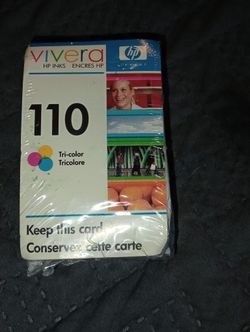 vivera
HP INKS ENCRES HP
hp
110
Tri-color
Tricolore
Keep this card
Conservez cette carte